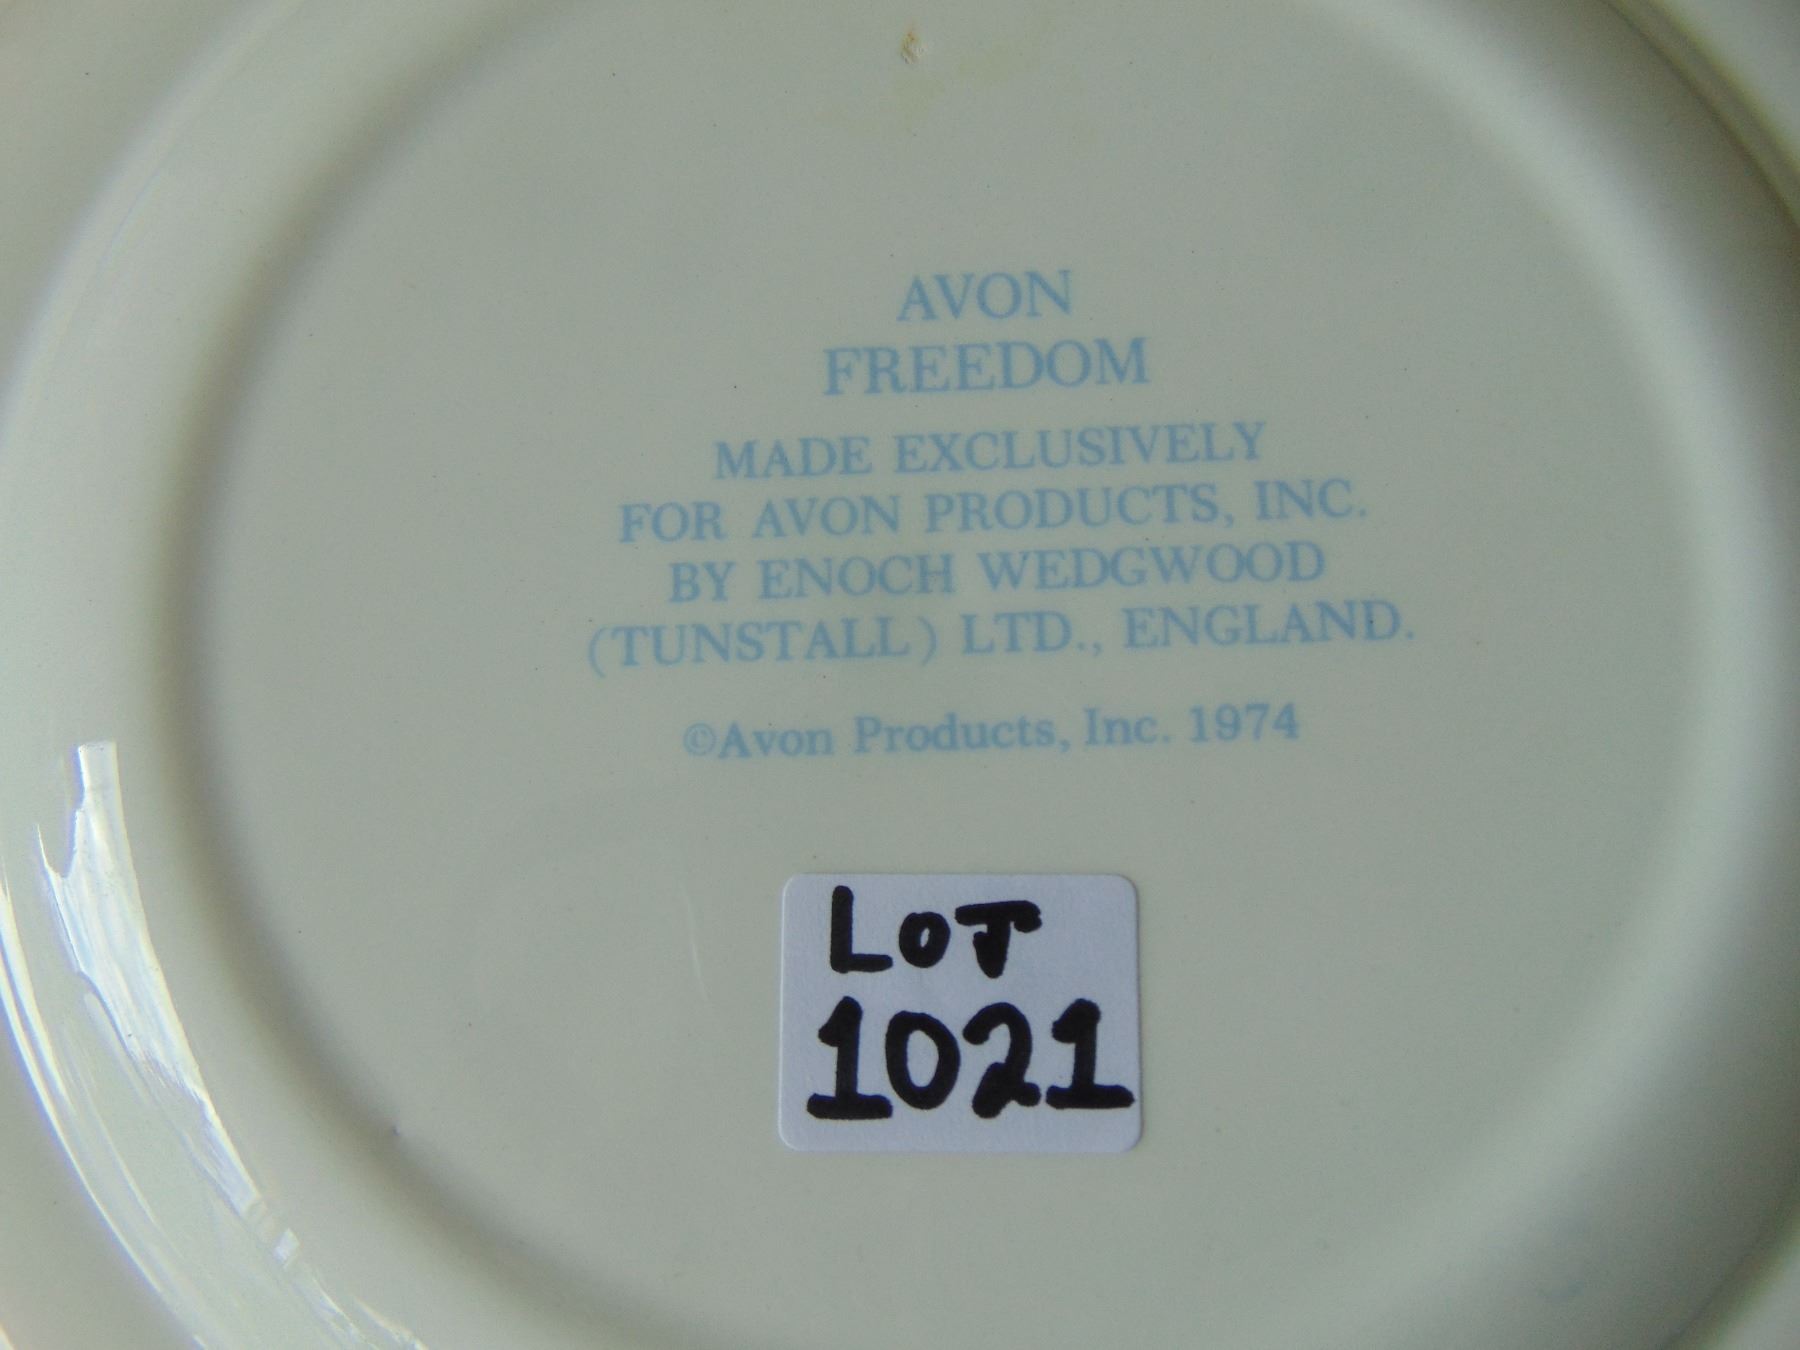 AVON
FREEDOM
MADE EXCLUSIVELY
FOR AVON PRODUCTS, INC.
BY ENOCH WEDGWOOD
(TUNSTALL) LTD., ENGLAND.
©Avon Products, Inc. 1974
LOT
1021